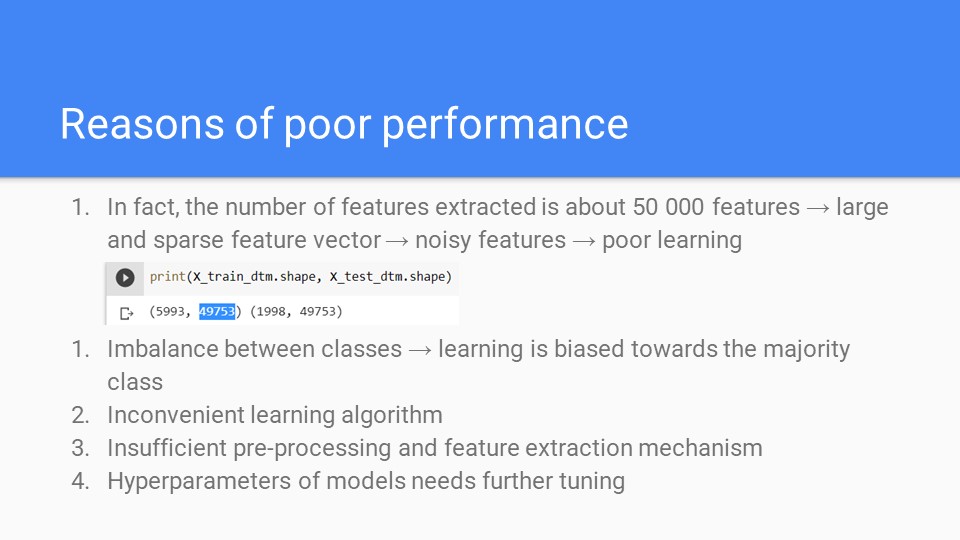 Reasons of poor performance
1. In fact, the number of features extracted is about 50 000 features → large
and sparse feature vector → noisy features → poor learning
print(X_train_dtm.shape, X_test_dtm.shape)
(5993, 49753) (1998, 49753)
1. Imbalance between classes → learning is biased towards the majority
class
2. Inconvenient learning algorithm
3. Insufficient pre-processing and feature extraction mechanism
4. Hyperparameters of models needs further tuning